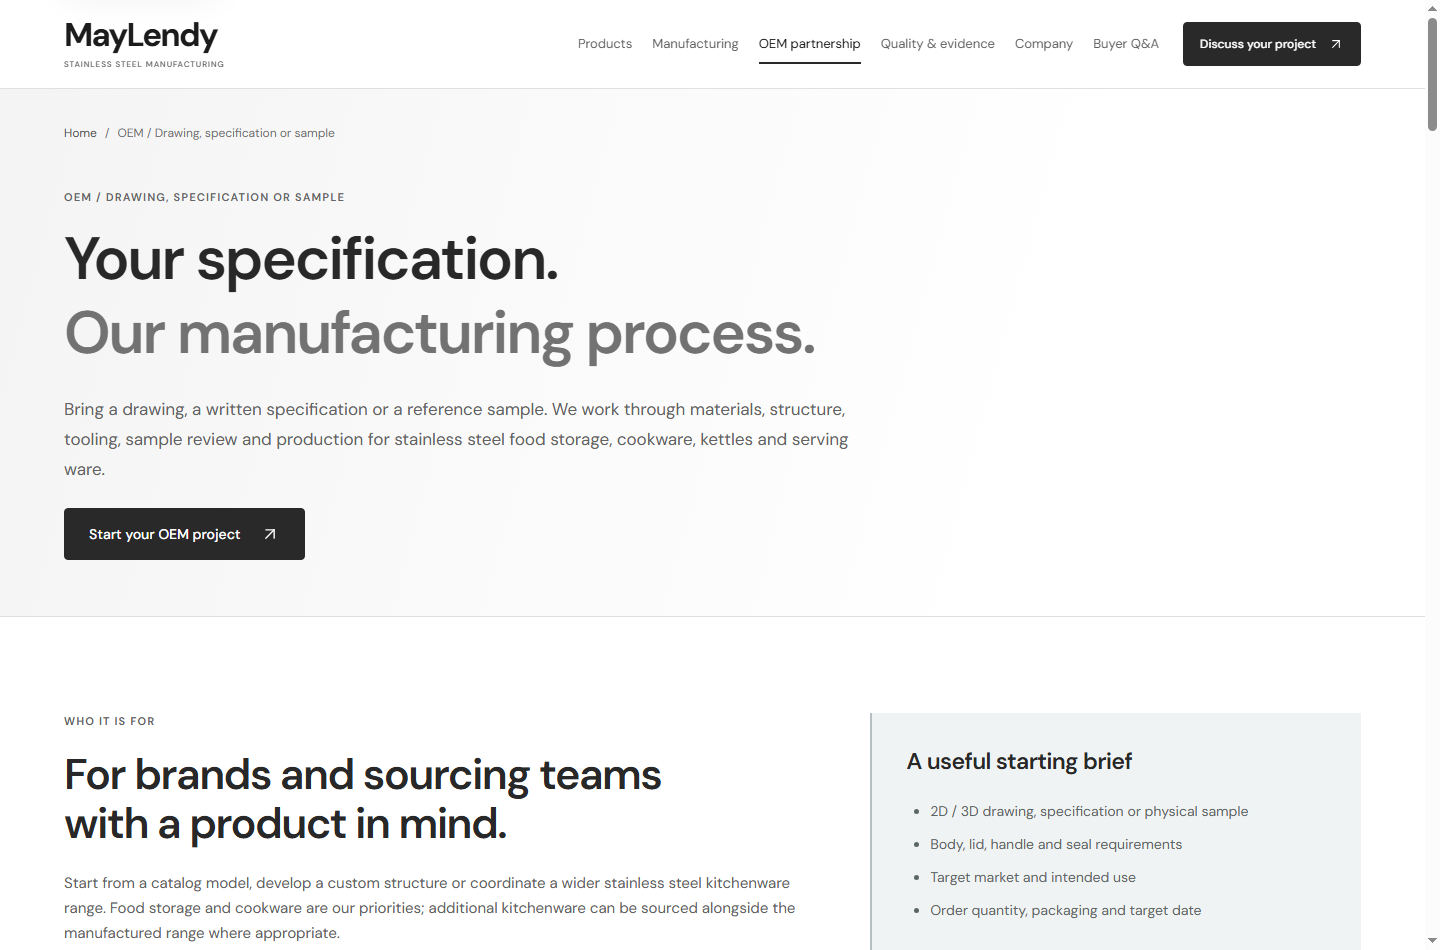 MayLendy
STAINLESS STEEL MANUFACTURING
Products
Manufacturing
OEM partnership
Quality & evidence
Company
Buyer Q&A
Discuss your project
Home / OEM / Drawing, specification or sample
OEM / DRAWING, SPECIFICATION OR SAMPLE
Your specification.
Our manufacturing process.
Bring a drawing, a written specification or a reference sample. We work through materials, structure,
tooling, sample review and production for stainless steel food storage, cookware, kettles and serving
ware.
Start your OEM project
WHO IT IS FOR
For brands and sourcing teams
with a product in mind.
Start from a catalog model, develop a custom structure or coordinate a wider stainless steel kitchenware
range. Food storage and cookware are our priorities; additional kitchenware can be sourced alongside the
manufactured range where appropriate.
A useful starting brief
2D / 3D drawing, specification or physical sample
Body, lid, handle and seal requirements
Target market and intended use
Order quantity, packaging and target date